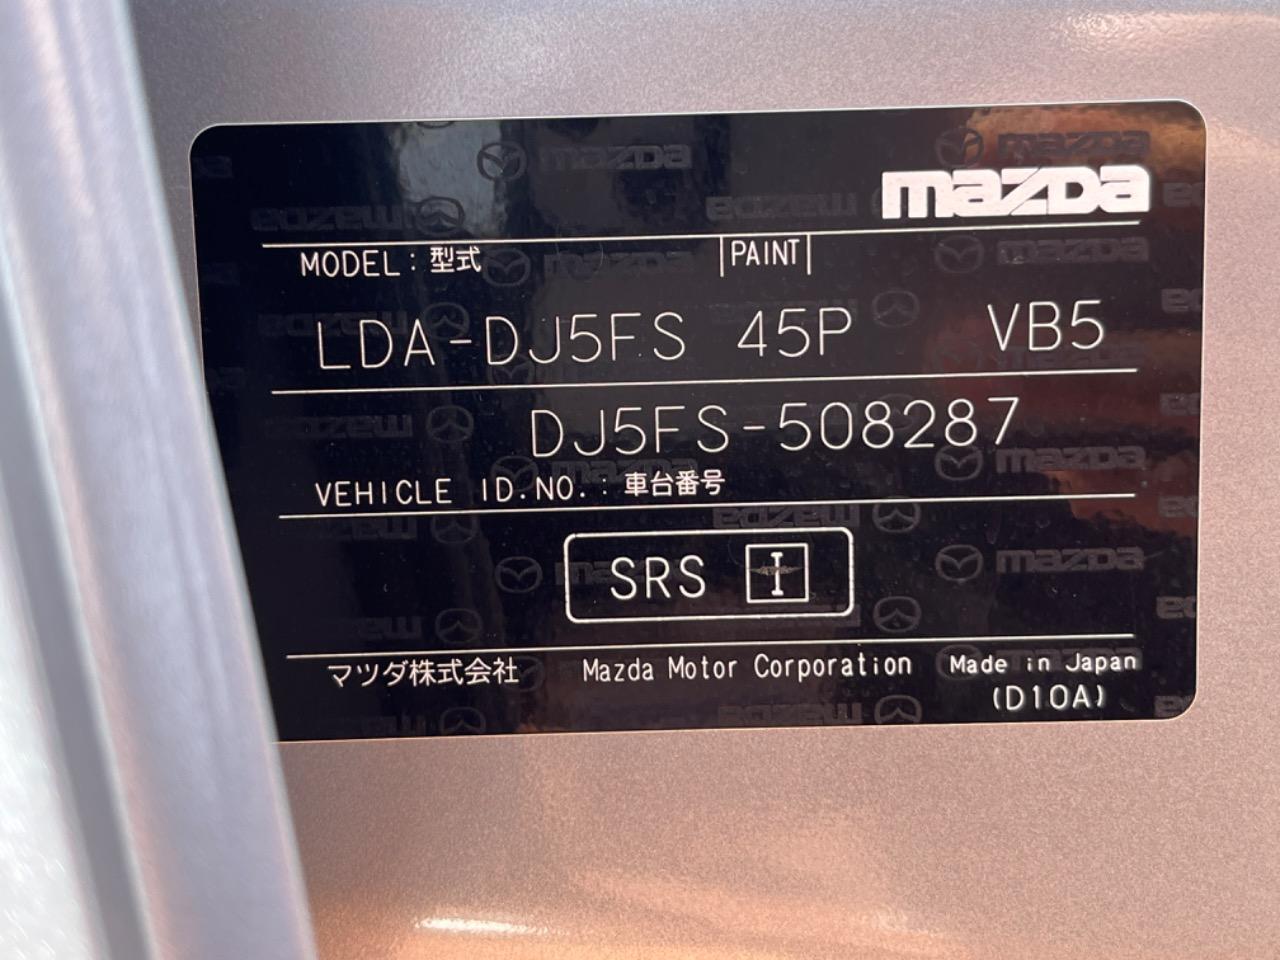 mazda
MODEL : 型式 PAINT
LDA-DJ5FS 45P VB5
DJ5FS-508287
VEHICLE ID.NO. : 車台番号
SRS I
マツダ株式会社 Mazda Motor Corporation Made in Japan
(D10A)